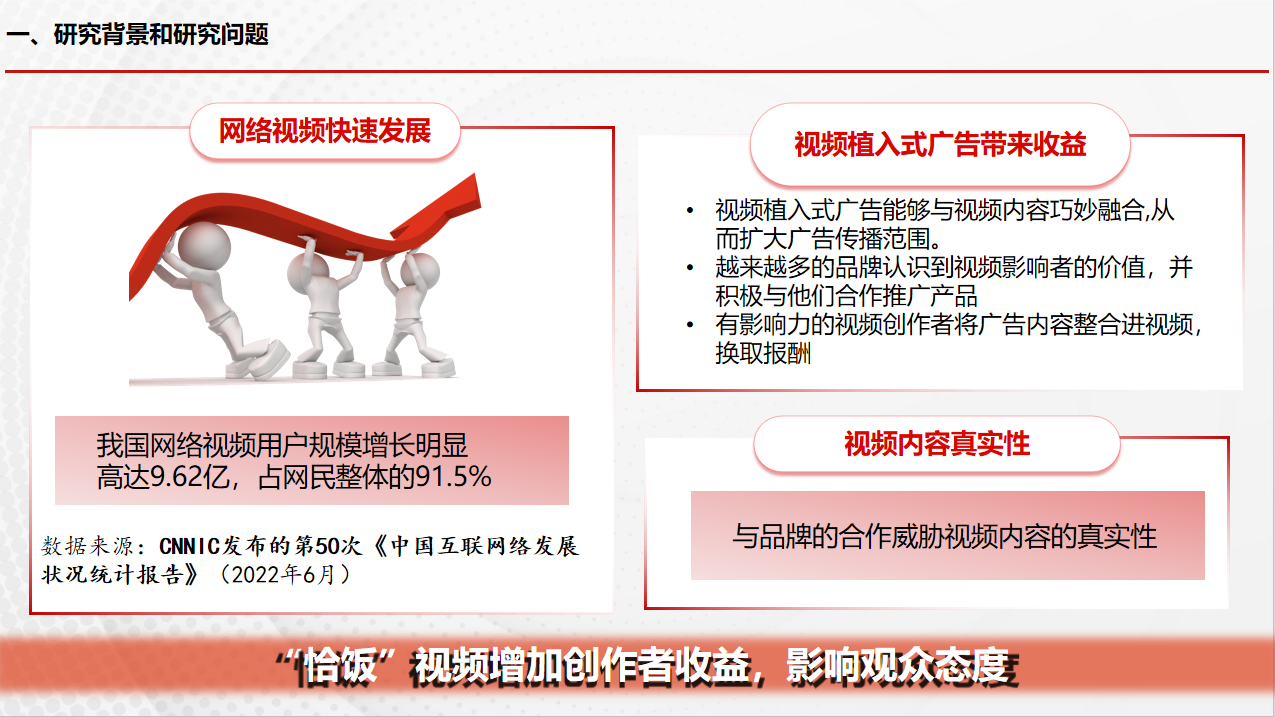 一、研究背景和研究问题
网络视频快速发展
我国网络视频用户规模增长明显
高达9.62亿，占网民整体的91.5%
数据来源：CNNIC发布的第50次《中国互联网络发展
状况统计报告》（2022年6月）
视频植入式广告带来收益
• 视频植入式广告能够与视频内容巧妙融合,从
而扩大广告传播范围。
• 越来越多的品牌认识到视频影响者的价值，并
积极与他们合作推广产品
• 有影响力的视频创作者将广告内容整合进视频，
换取报酬
视频内容真实性
与品牌的合作威胁视频内容的真实性
“恰饭”视频增加创作者收益，影响观众态度